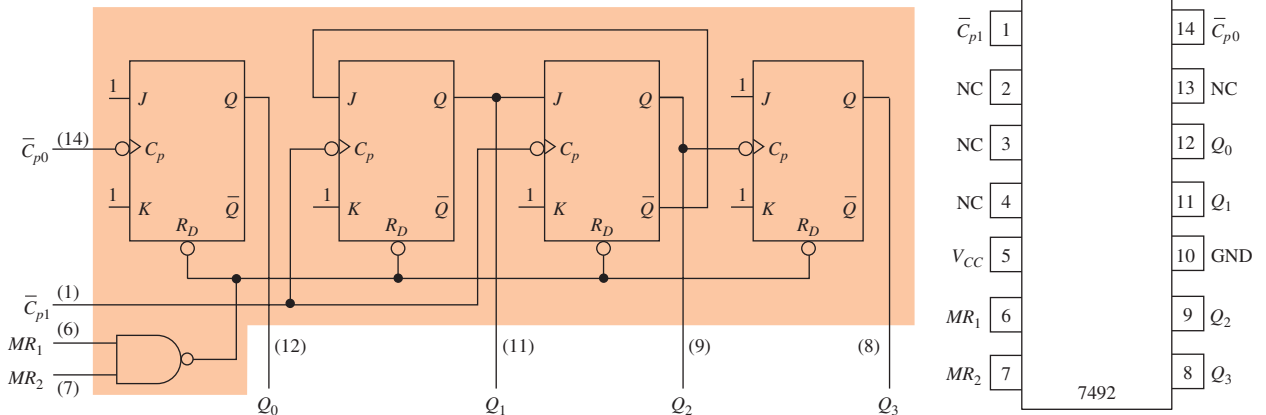 1 J Q
J Q
J Q
1 J Q
C̅p0 (14)
Cp
Cp
Cp
Cp
1 K Q̅
1 K Q̅
1 K Q̅
1 K Q̅
RD
RD
RD
RD
C̅p1 (1)
MR1 (6)
MR2 (7)
(12)
(11)
(9)
(8)
Q0
Q1
Q2
Q3
C̅p1 1
14 C̅p0
NC 2
13 NC
NC 3
12 Q0
NC 4
11 Q1
VCC 5
10 GND
MR1 6
9 Q2
MR2 7
8 Q3
7492